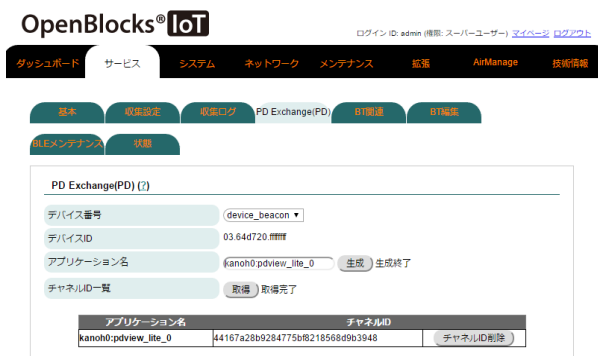 OpenBlocks® IoT
ログイン ID: admin (権限: スーパーユーザー) マイページ ログアウト
ダッシュボード サービス システム ネットワーク メンテナンス 拡張 AirManage 技術情報
基本 収集設定 収集ログ PD Exchange(PD) BT関連 BT編集
BLEメンテナンス 状態
PD Exchange(PD) (?)
デバイス番号 device_beacon
デバイスID 03.64d720.ffffffff
アプリケーション名 kanoh0:pdview_lite_0 生成 生成終了
チャネルID一覧 取得 取得完了
アプリケーション名 チャネルID
kanoh0:pdview_lite_0 44167a28b9284775bf8218568d9b3948 チャネルID削除